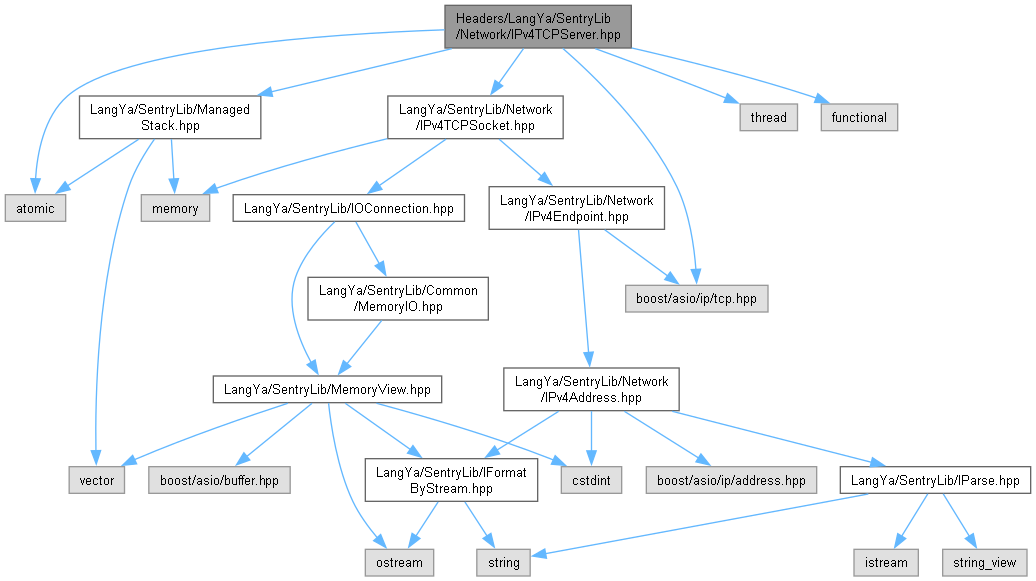 Headers/LangYa/SentryLib
/Network/IPv4TCPServer.hpp
LangYa/SentryLib/Managed
Stack.hpp
LangYa/SentryLib/Network
/IPv4TCPSocket.hpp
thread
functional
atomic
memory
LangYa/SentryLib/IOConnection.hpp
LangYa/SentryLib/Network
/IPv4Endpoint.hpp
LangYa/SentryLib/Common
/MemoryIO.hpp
boost/asio/ip/tcp.hpp
LangYa/SentryLib/MemoryView.hpp
LangYa/SentryLib/Network
/IPv4Address.hpp
vector
boost/asio/buffer.hpp
LangYa/SentryLib/IFormat
ByStream.hpp
cstdint
boost/asio/ip/address.hpp
LangYa/SentryLib/IParse.hpp
ostream
string
istream
string_view